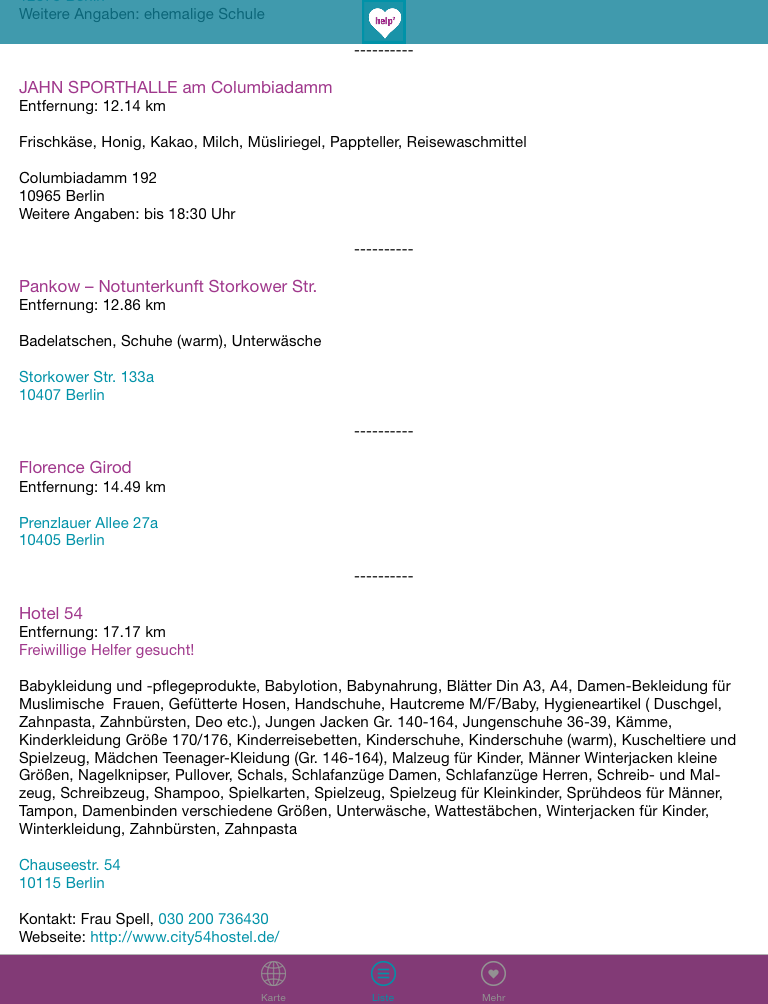 Weitere Angaben: ehemalige Schule
help'
----------
JAHN SPORTHALLE am Columbiadamm
Entfernung: 12.14 km
Frischkäse, Honig, Kakao, Milch, Müsliriegel, Pappteller, Reisewaschmittel
Columbiadamm 192
10965 Berlin
Weitere Angaben: bis 18:30 Uhr
----------
Pankow – Notunterkunft Storkower Str.
Entfernung: 12.86 km
Badelatschen, Schuhe (warm), Unterwäsche
Storkower Str. 133a
10407 Berlin
----------
Florence Girod
Entfernung: 14.49 km
Prenzlauer Allee 27a
10405 Berlin
----------
Hotel 54
Entfernung: 17.17 km
Freiwillige Helfer gesucht!
Babykleidung und -pflegeprodukte, Babylotion, Babynahrung, Blätter Din A3, A4, Damen-Bekleidung für
Muslimische  Frauen, Gefütterte Hosen, Handschuhe, Hautcreme M/F/Baby, Hygieneartikel ( Duschgel,
Zahnpasta, Zahnbürsten, Deo etc.), Jungen Jacken Gr. 140-164, Jungenschuhe 36-39, Kämme,
Kinderkleidung Größe 170/176, Kinderreisebetten, Kinderschuhe, Kinderschuhe (warm), Kuscheltiere und
Spielzeug, Mädchen Teenager-Kleidung (Gr. 146-164), Malzeug für Kinder, Männer Winterjacken kleine
Größen, Nagelknipser, Pullover, Schals, Schlafanzüge Damen, Schlafanzüge Herren, Schreib- und Mal-
zeug, Schreibzeug, Shampoo, Spielkarten, Spielzeug, Spielzeug für Kleinkinder, Sprühdeos für Männer,
Tampon, Damenbinden verschiedene Größen, Unterwäsche, Wattestäbchen, Winterjacken für Kinder,
Winterkleidung, Zahnbürsten, Zahnpasta
Chauseestr. 54
10115 Berlin
Kontakt: Frau Spell, 030 200 736430
Webseite: http://www.city54hostel.de/
Karte
Liste
Mehr